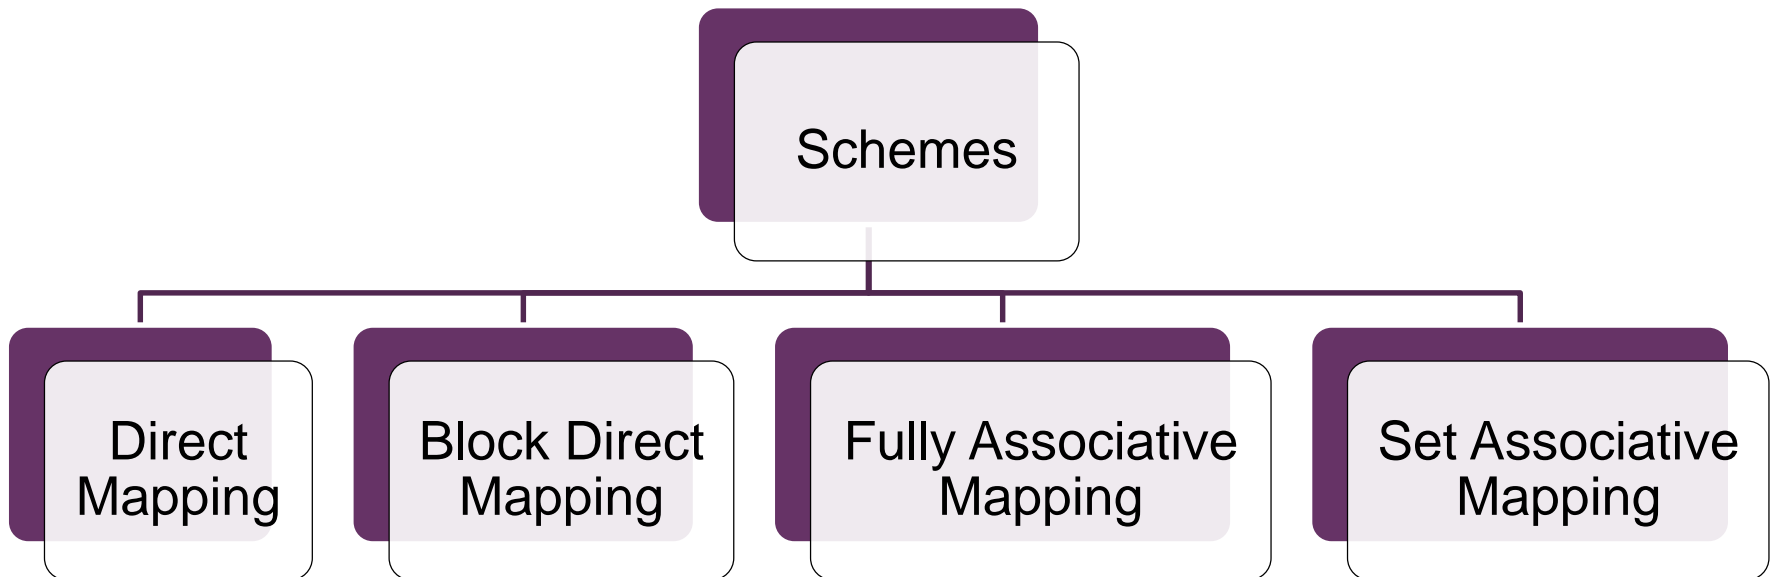 Schemes
Direct
Mapping
Block Direct
Mapping
Fully Associative
Mapping
Set Associative
Mapping